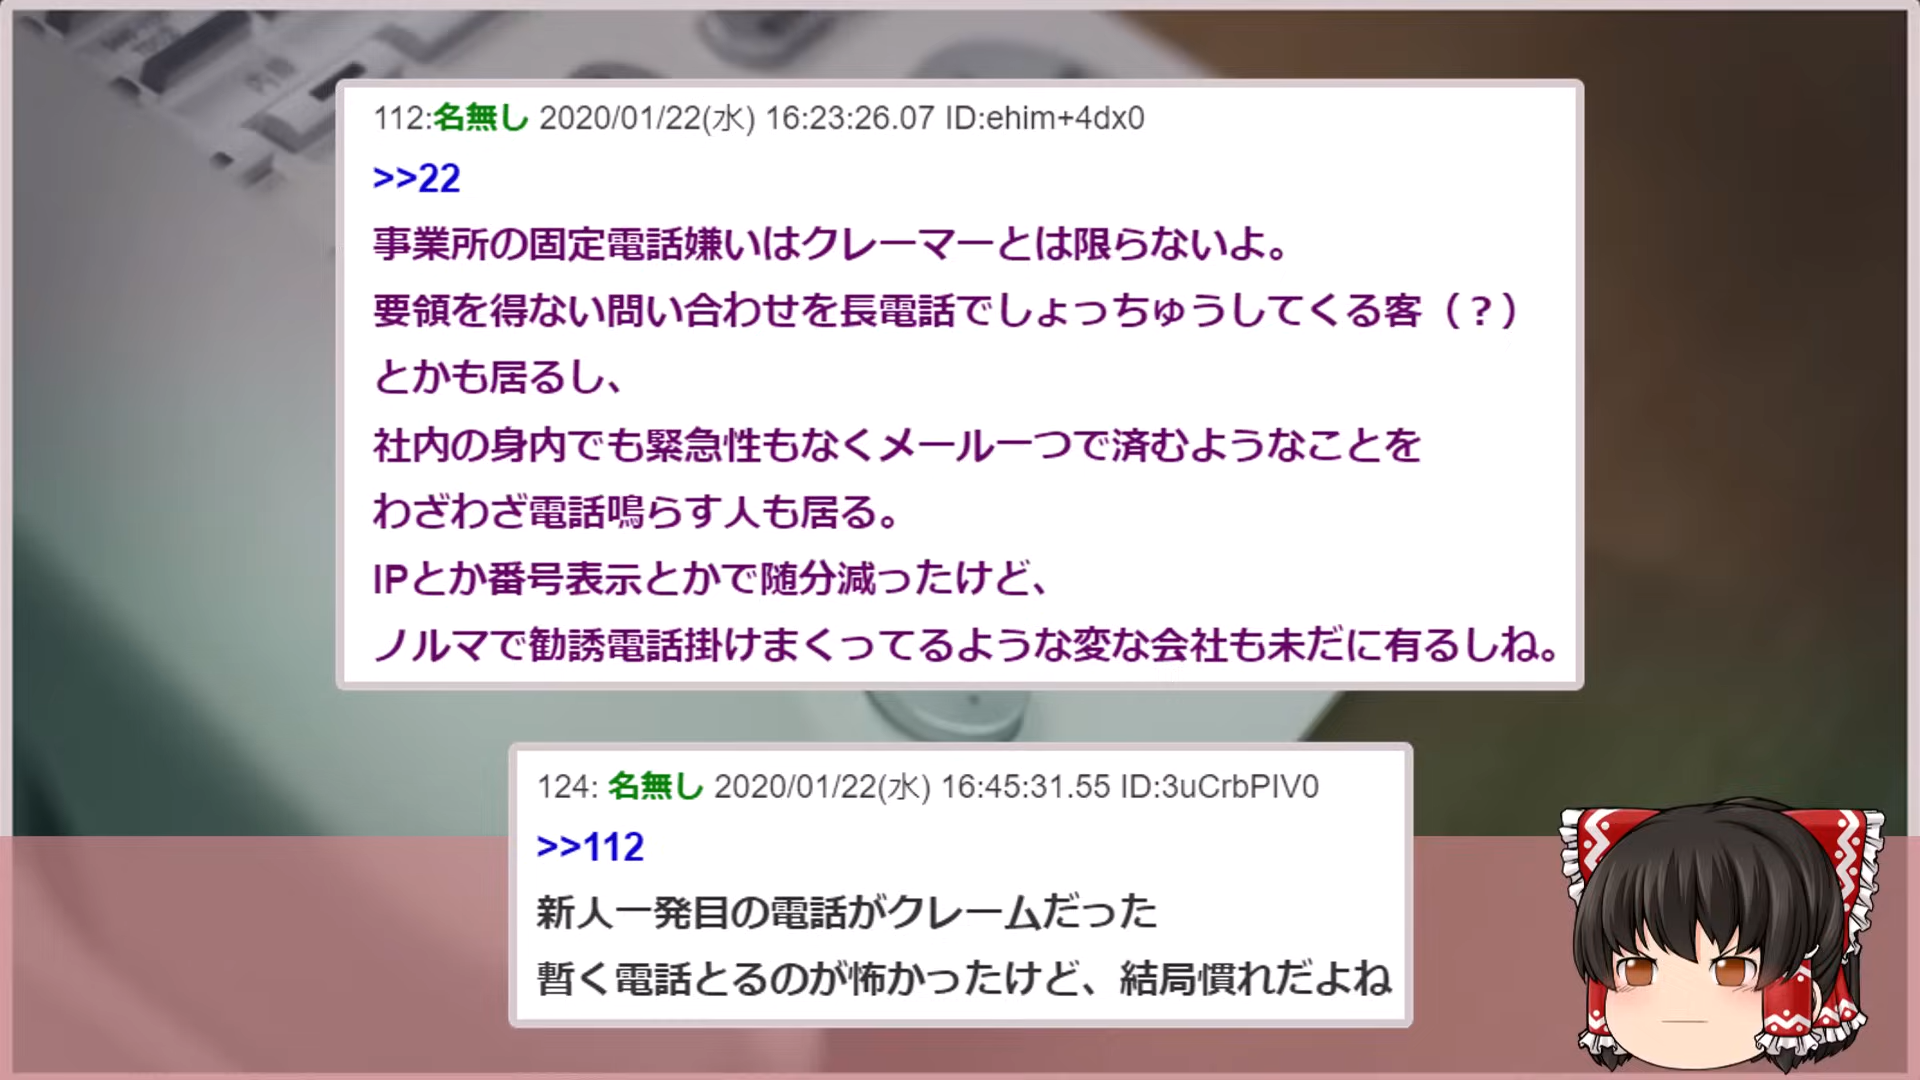 112:名無し 2020/01/22(水) 16:23:26.07 ID:ehim+4dx0
>>22
事業所の固定電話嫌いはクレーマーとは限らないよ。
要領を得ない問い合わせを長電話でしょっちゅうしてくる客（？）
とかも居るし、
社内の身内でも緊急性もなくメール一つで済むようなことを
わざわざ電話鳴らす人も居る。
IPとか番号表示とかで随分減ったけど、
ノルマで勧誘電話掛けまくってるような変な会社も未だに有るしね。
124: 名無し 2020/01/22(水) 16:45:31.55 ID:3uCrbPIV0
>>112
新人一発目の電話がクレームだった
暫く電話とるのが怖かったけど、結局慣れだよね